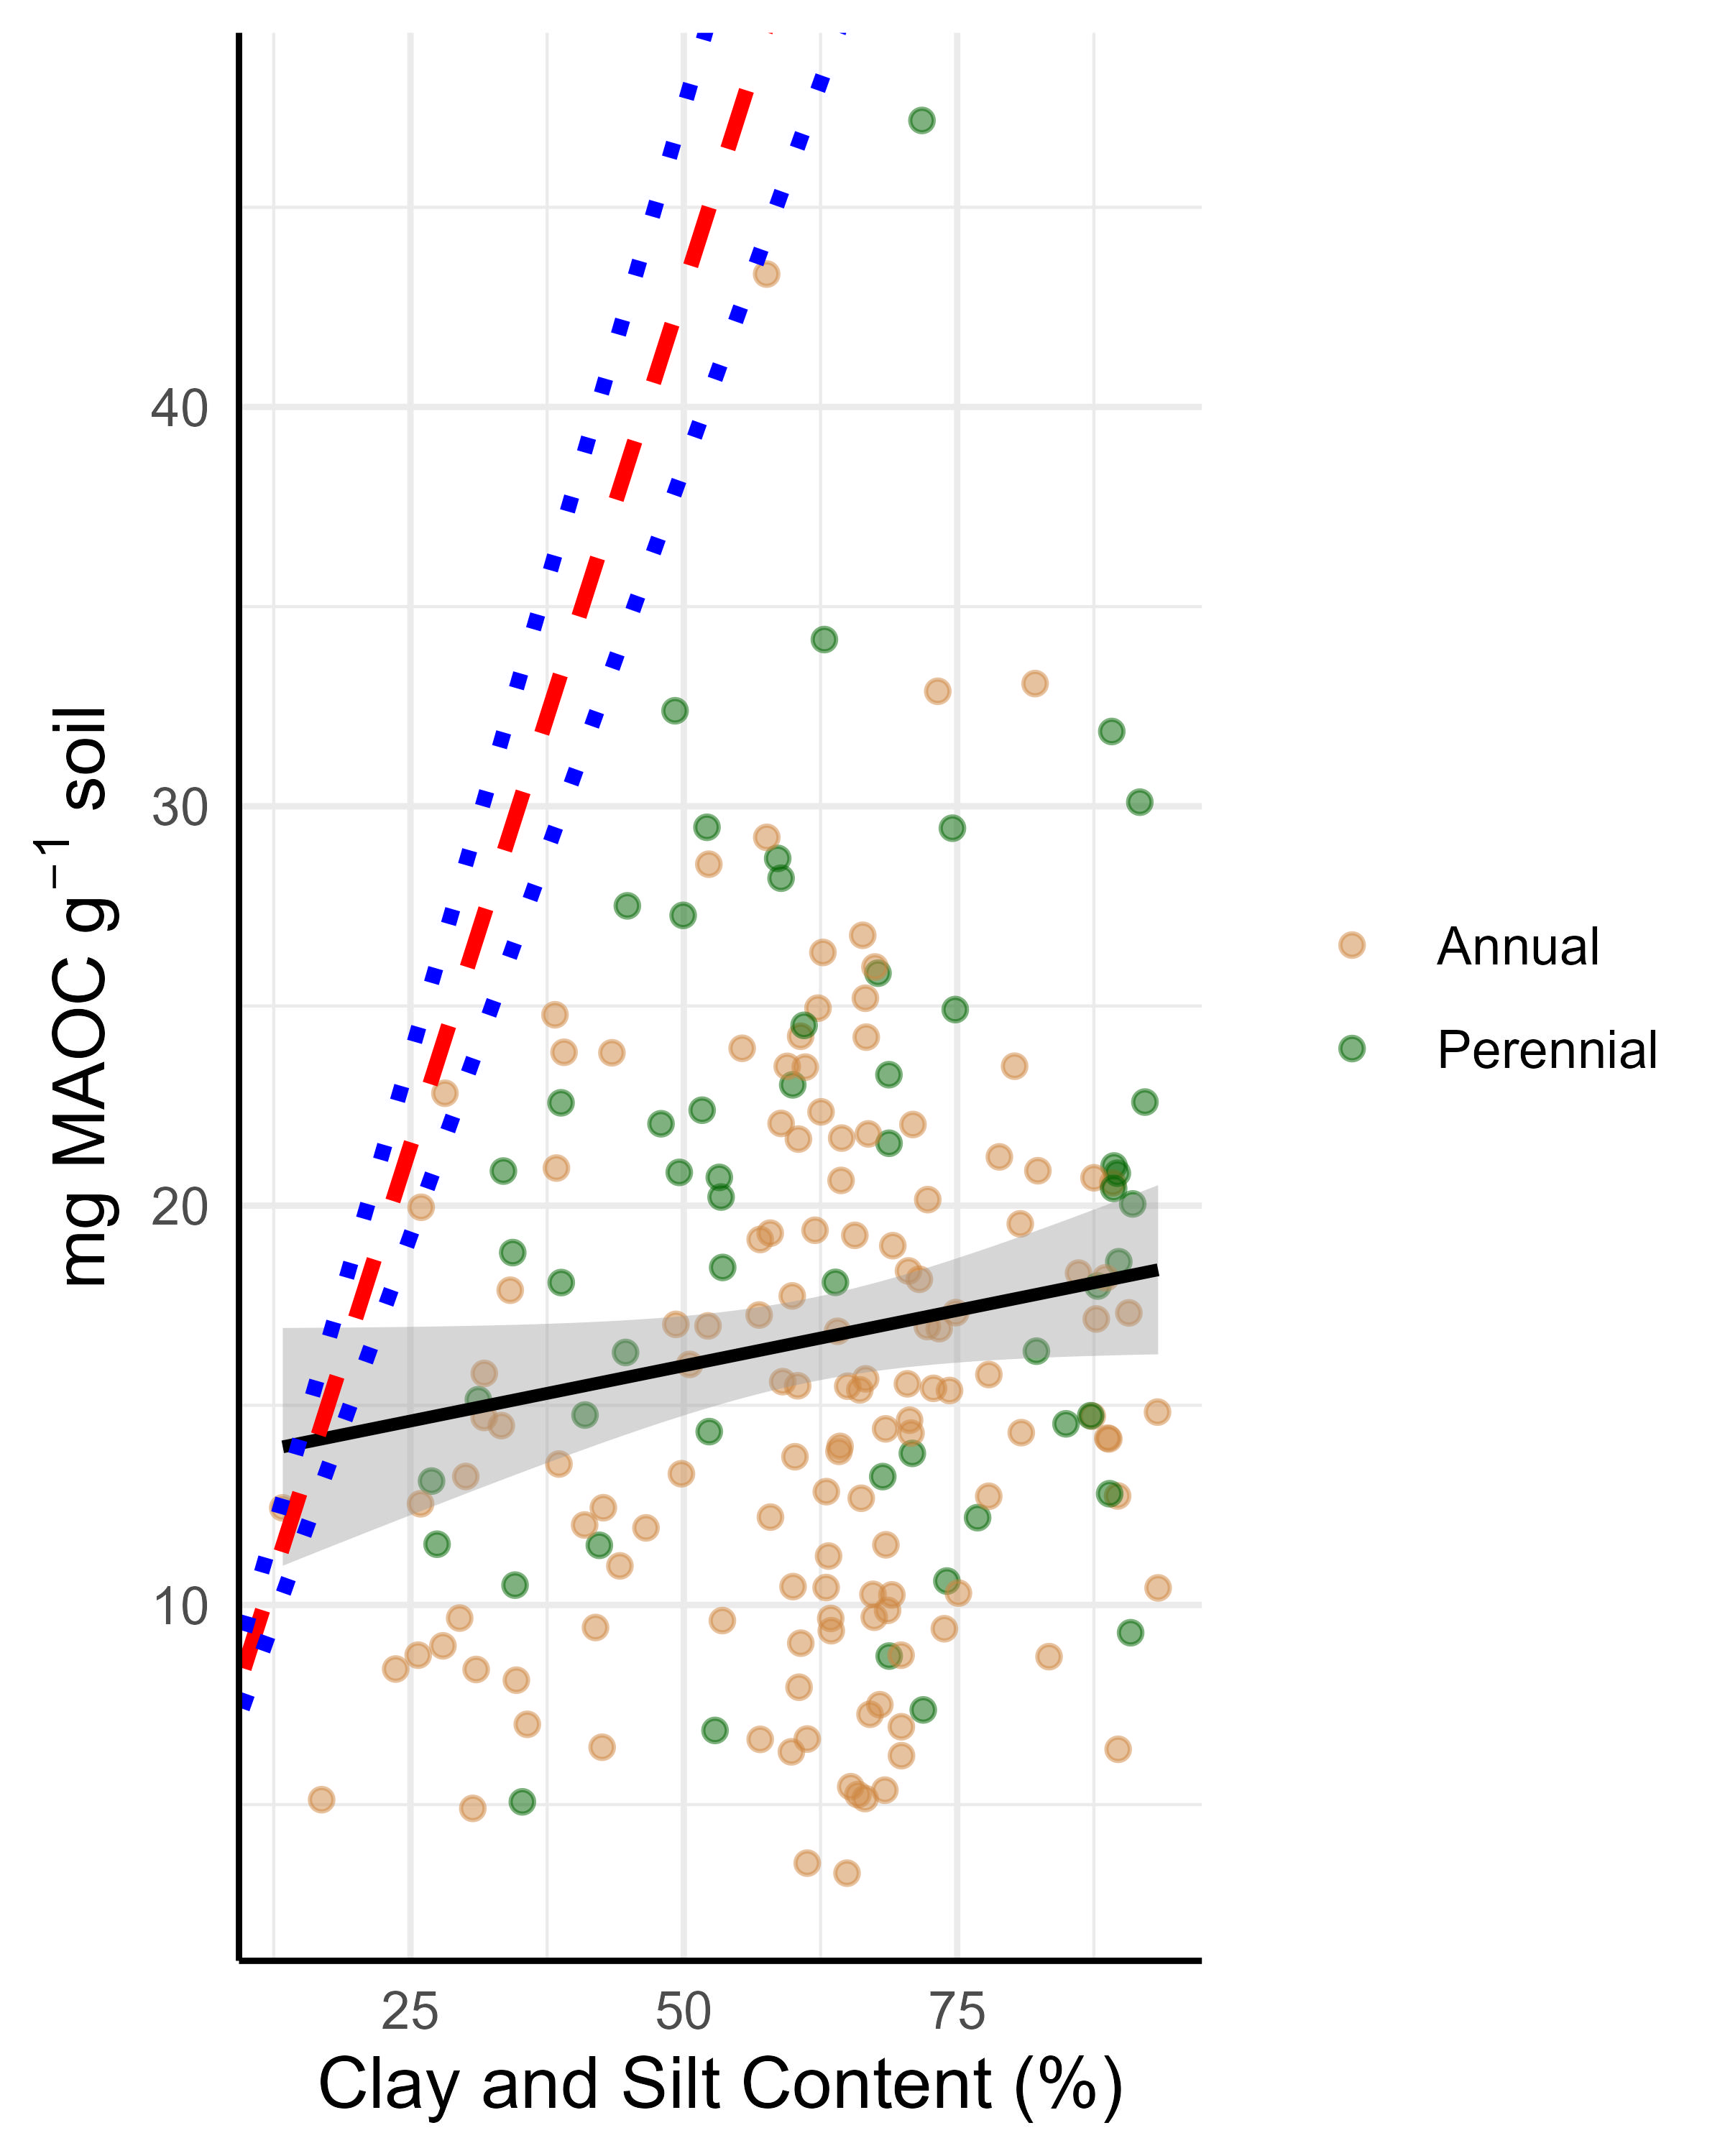 mg MAOC g⁻¹ soil
40
30
20
10
25 50 75
Clay and Silt Content (%)
Annual
Perennial